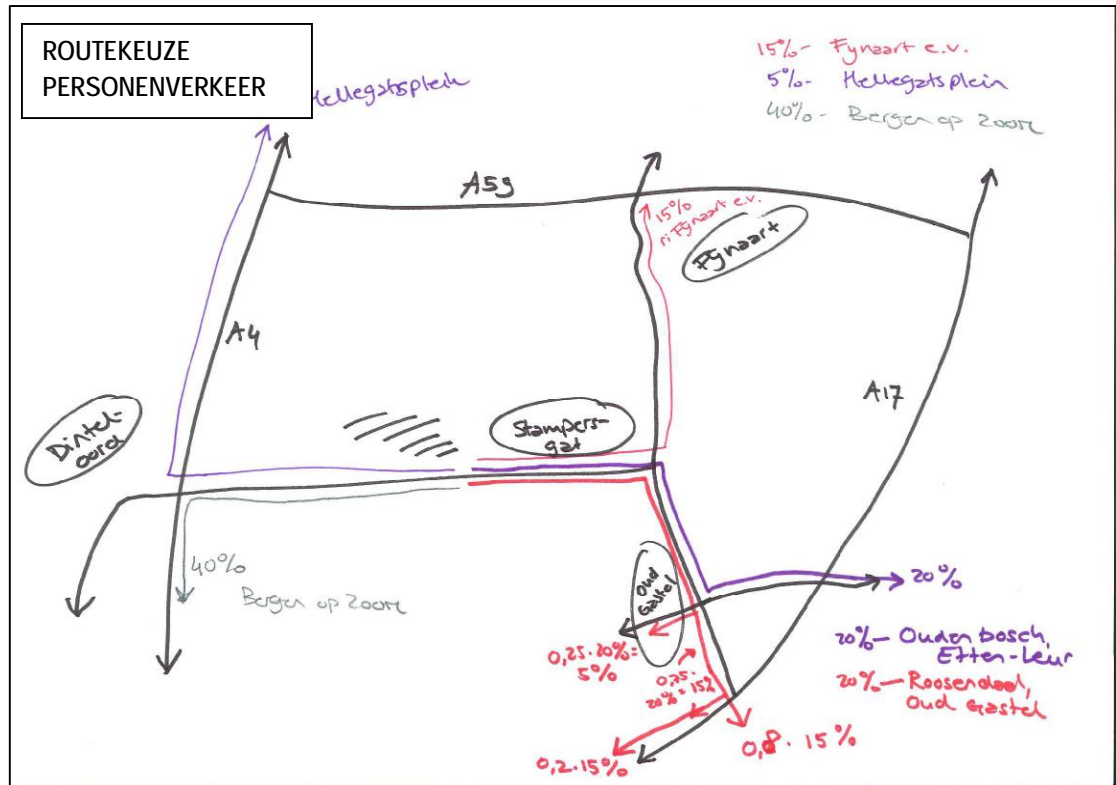 ROUTEKEUZE
PERSONENVERKEER
Hellegatsplein
15%- Fynaart e.v.
5%- Hellegatsplein
40%- Bergen op Zoom
A59
15%
ri Fynaart e.v.
Fynaart
A4
A17
Dintel-
oord
Stampers-
gat
40%
Bergen op Zoom
Oud
Gastel
20%
0,25.20%=
5%
0,75.
20%=15%
20%- Oudenbosch,
Etten-Leur
20%- Roosendaal,
Oud Gastel
0,2.15%
0,8.15%